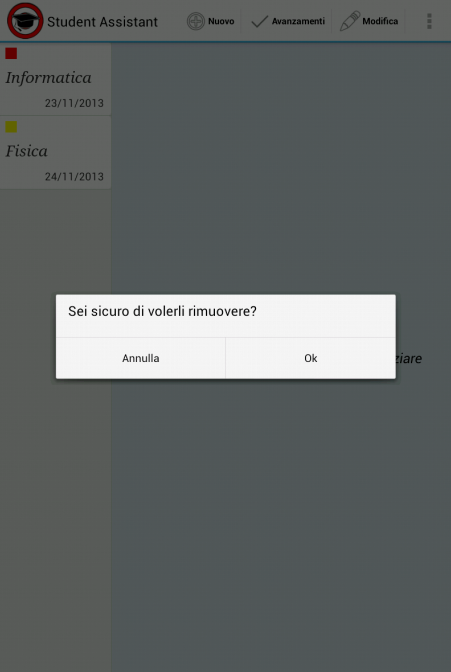 Student Assistant
Nuovo
Avanzamenti
Modifica
Informatica
23/11/2013
Fisica
24/11/2013
Sei sicuro di volerli rimuovere?
Annulla
Ok
ziare